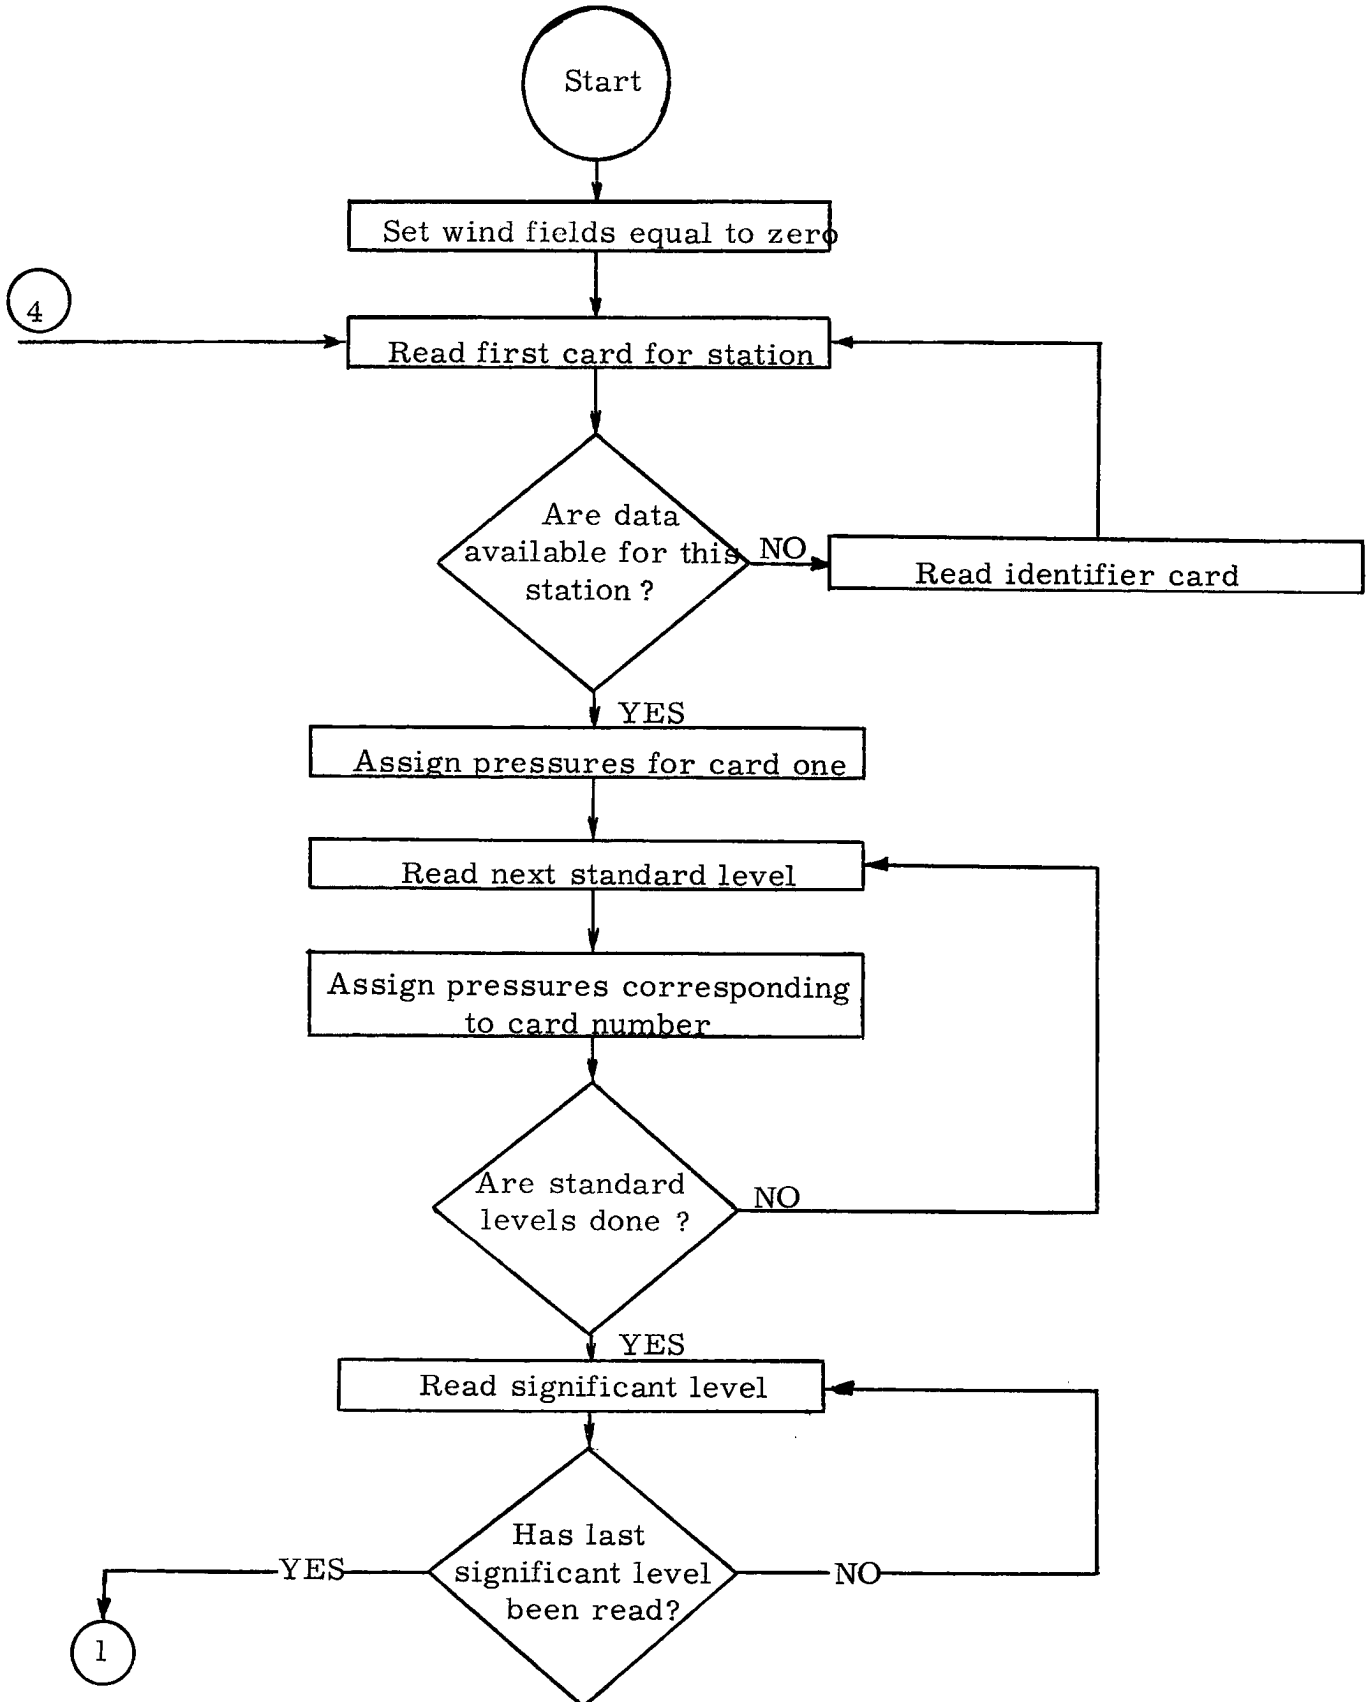 Start
Set wind fields equal to zero
4
Read first card for station
Are data
available for this
station ?
NO
Read identifier card
YES
Assign pressures for card one
Read next standard level
Assign pressures corresponding
to card number
Are standard
levels done ?
NO
YES
Read significant level
Has last
significant level
been read?
YES
NO
1